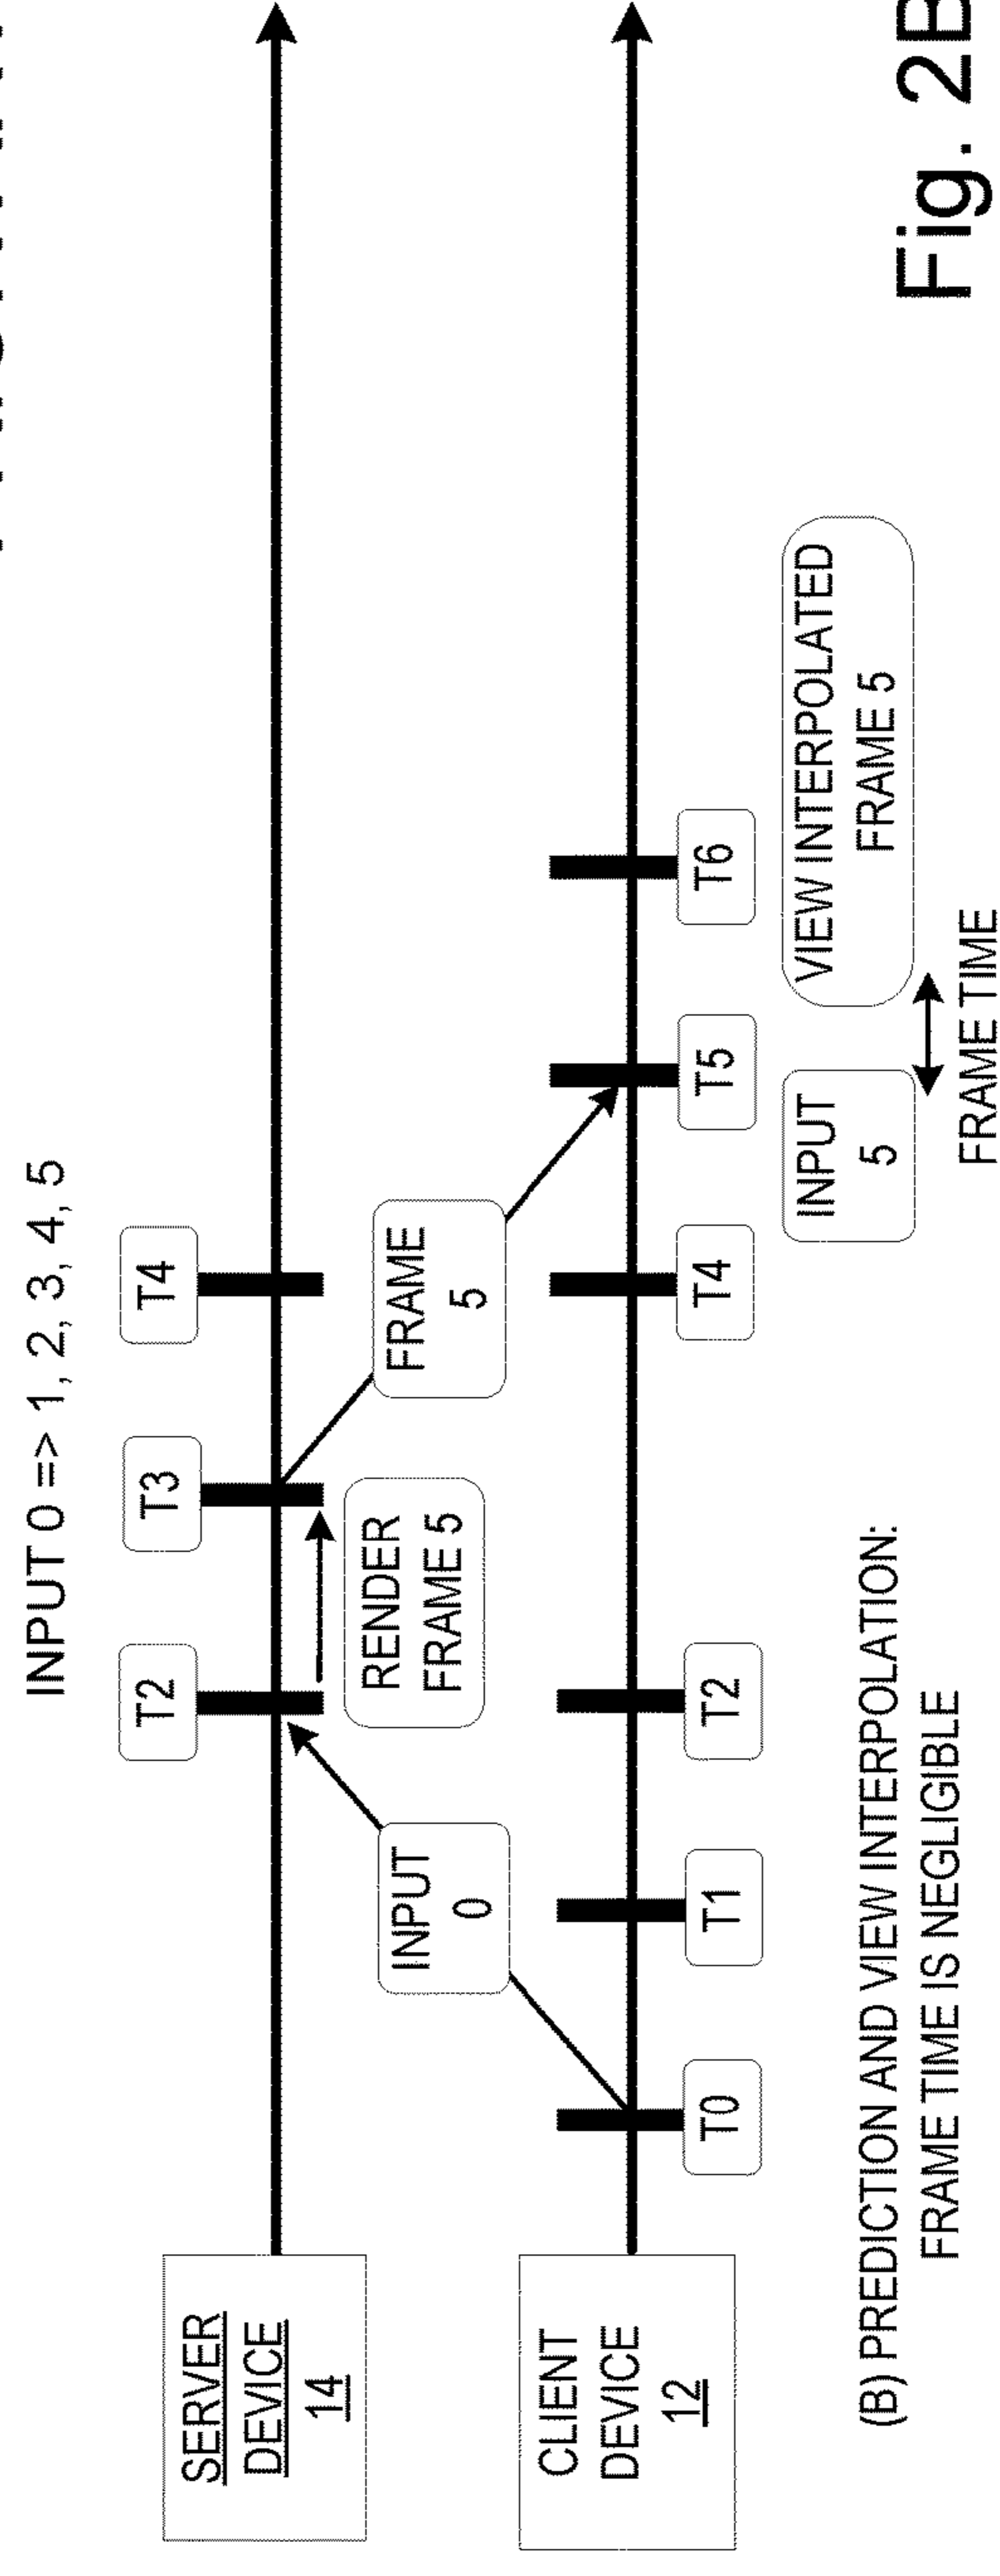 INPUT 0 => 1, 2, 3, 4, 5
T2
T3
T4
SERVER
DEVICE
14
RENDER
FRAME 5
INPUT
0
FRAME
5
CLIENT
DEVICE
12
T0
T1
T2
T4
T5
T6
INPUT
5
VIEW INTERPOLATED
FRAME 5
FRAME TIME
(B) PREDICTION AND VIEW INTERPOLATION:
FRAME TIME IS NEGLIGIBLE
Fig. 2B